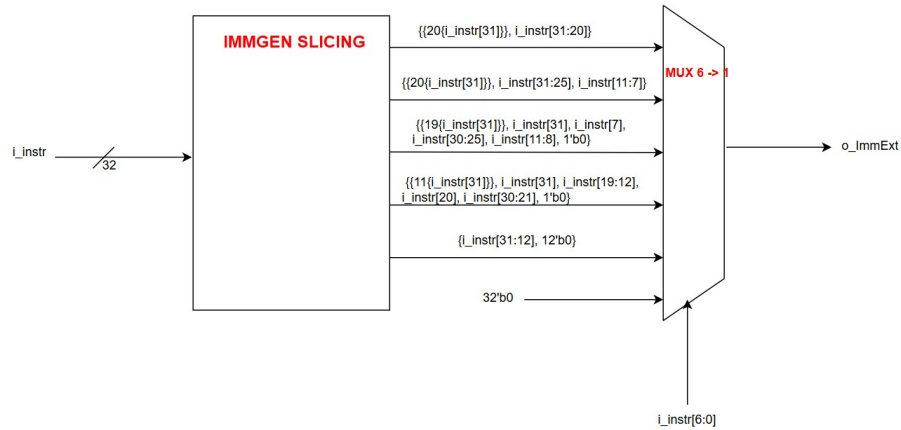 IMMGEN SLICING
{{20{i_instr[31]}}, i_instr[31:20]}
MUX 6 -> 1
{{20{i_instr[31]}}, i_instr[31:25], i_instr[11:7]}
{{19{i_instr[31]}}, i_instr[31], i_instr[7],
i_instr[30:25], i_instr[11:8], 1'b0}
i_instr
32
o_ImmExt
{{11{i_instr[31]}}, i_instr[31], i_instr[19:12],
i_instr[20], i_instr[30:21], 1'b0}
{i_instr[31:12], 12'b0}
32'b0
i_instr[6:0]